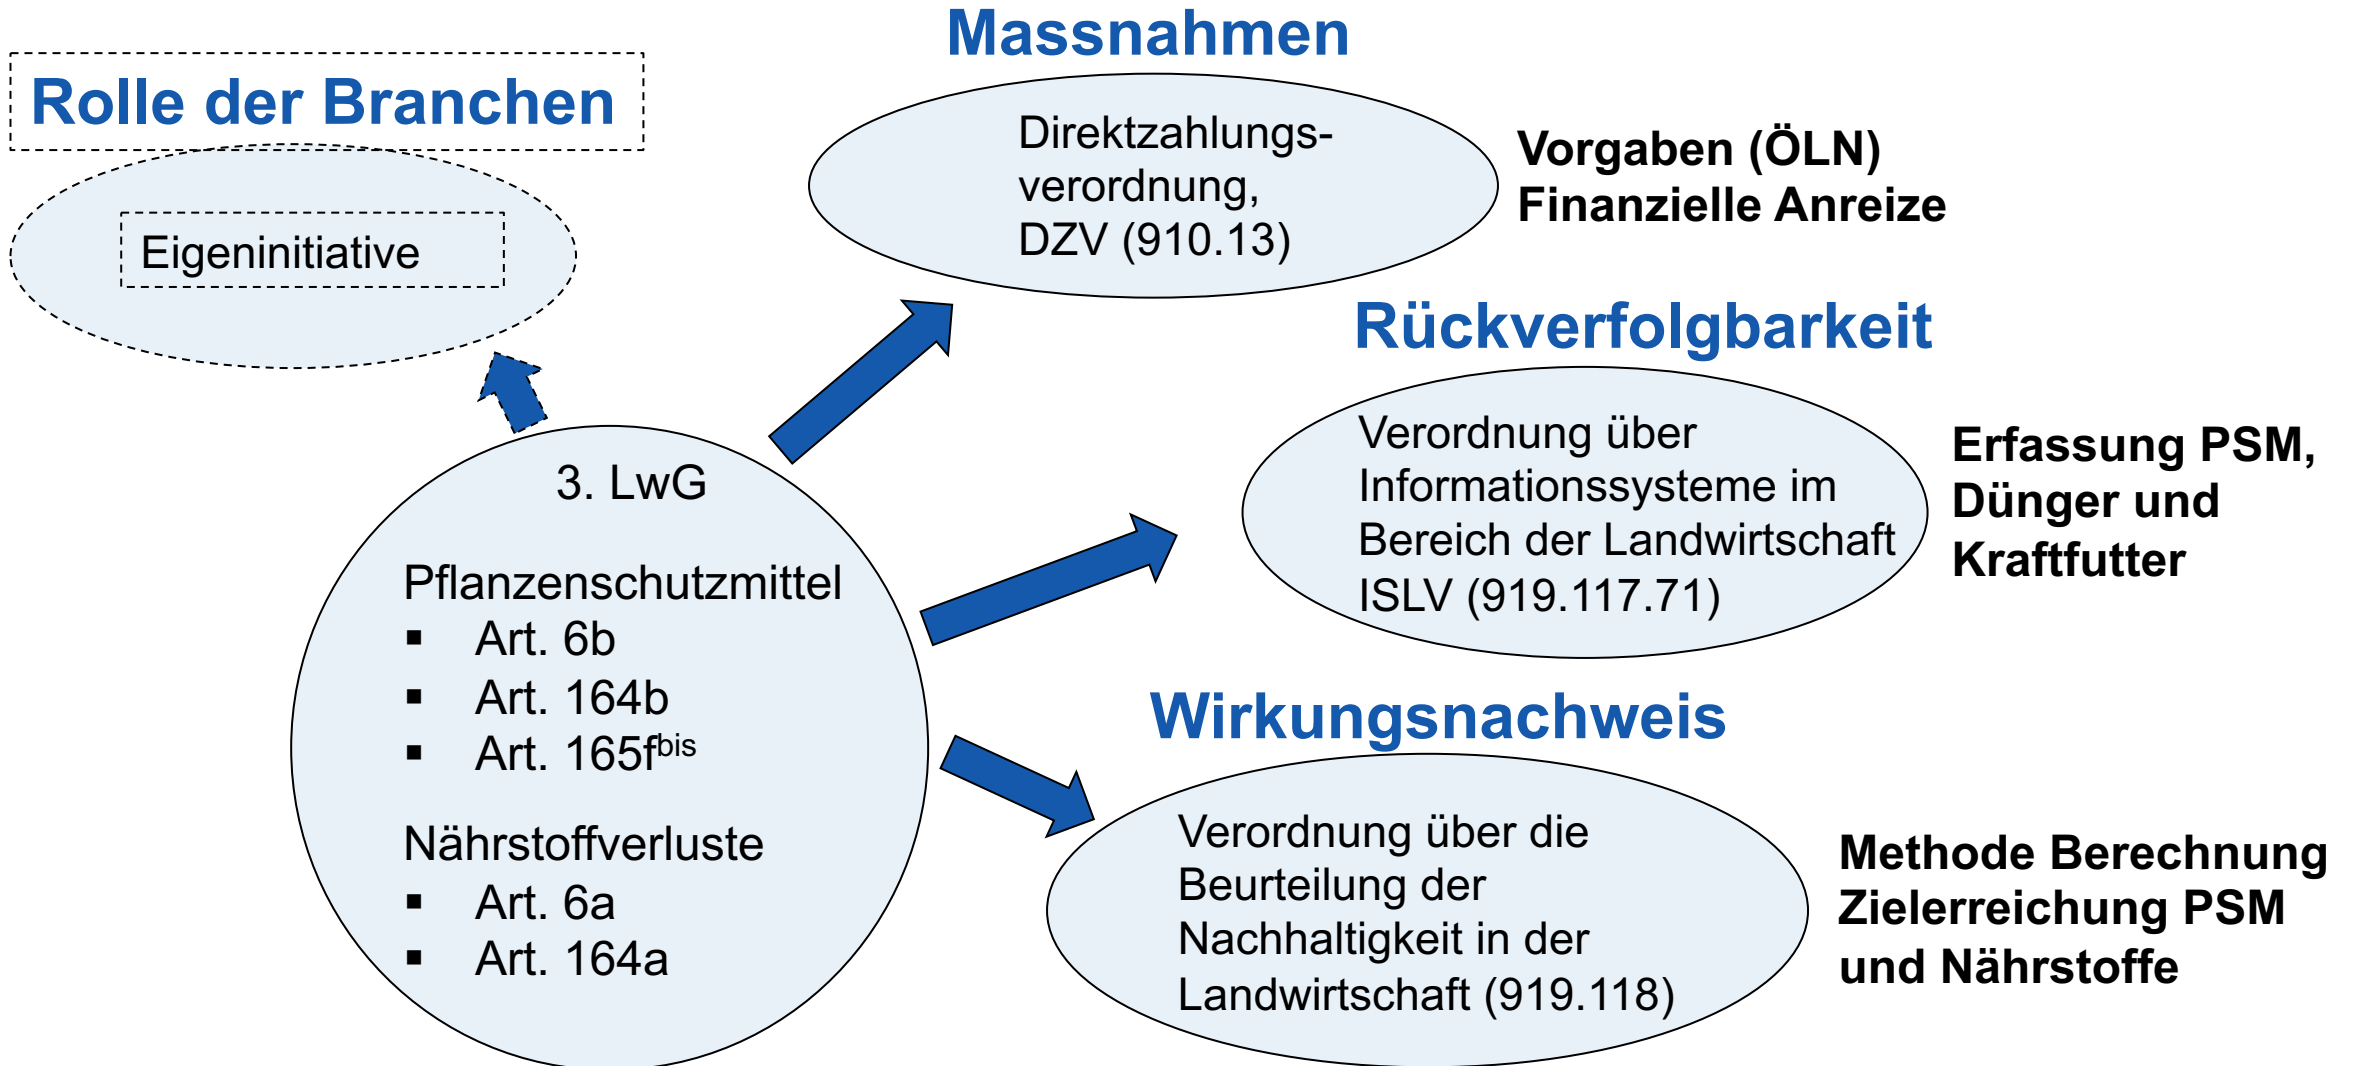 Rolle der Branchen
Eigeninitiative
Massnahmen
Direktzahlungs-
verordnung,
DZV (910.13)
Vorgaben (ÖLN)
Finanzielle Anreize
Rückverfolgbarkeit
Verordnung über
Informationssysteme im
Bereich der Landwirtschaft
ISLV (919.117.71)
Erfassung PSM,
Dünger und
Kraftfutter
3. LwG
Pflanzenschutzmittel
▪ Art. 6b
▪ Art. 164b
▪ Art. 165fbis
Nährstoffverluste
▪ Art. 6a
▪ Art. 164a
Wirkungsnachweis
Verordnung über die
Beurteilung der
Nachhaltigkeit in der
Landwirtschaft (919.118)
Methode Berechnung
Zielerreichung PSM
und Nährstoffe